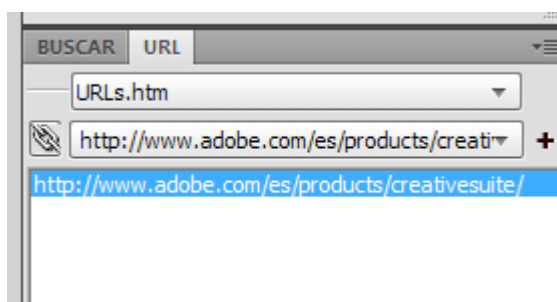 BUSCAR URL
URLs.htm
http://www.adobe.com/es/products/creati
http://www.adobe.com/es/products/creativesuite/